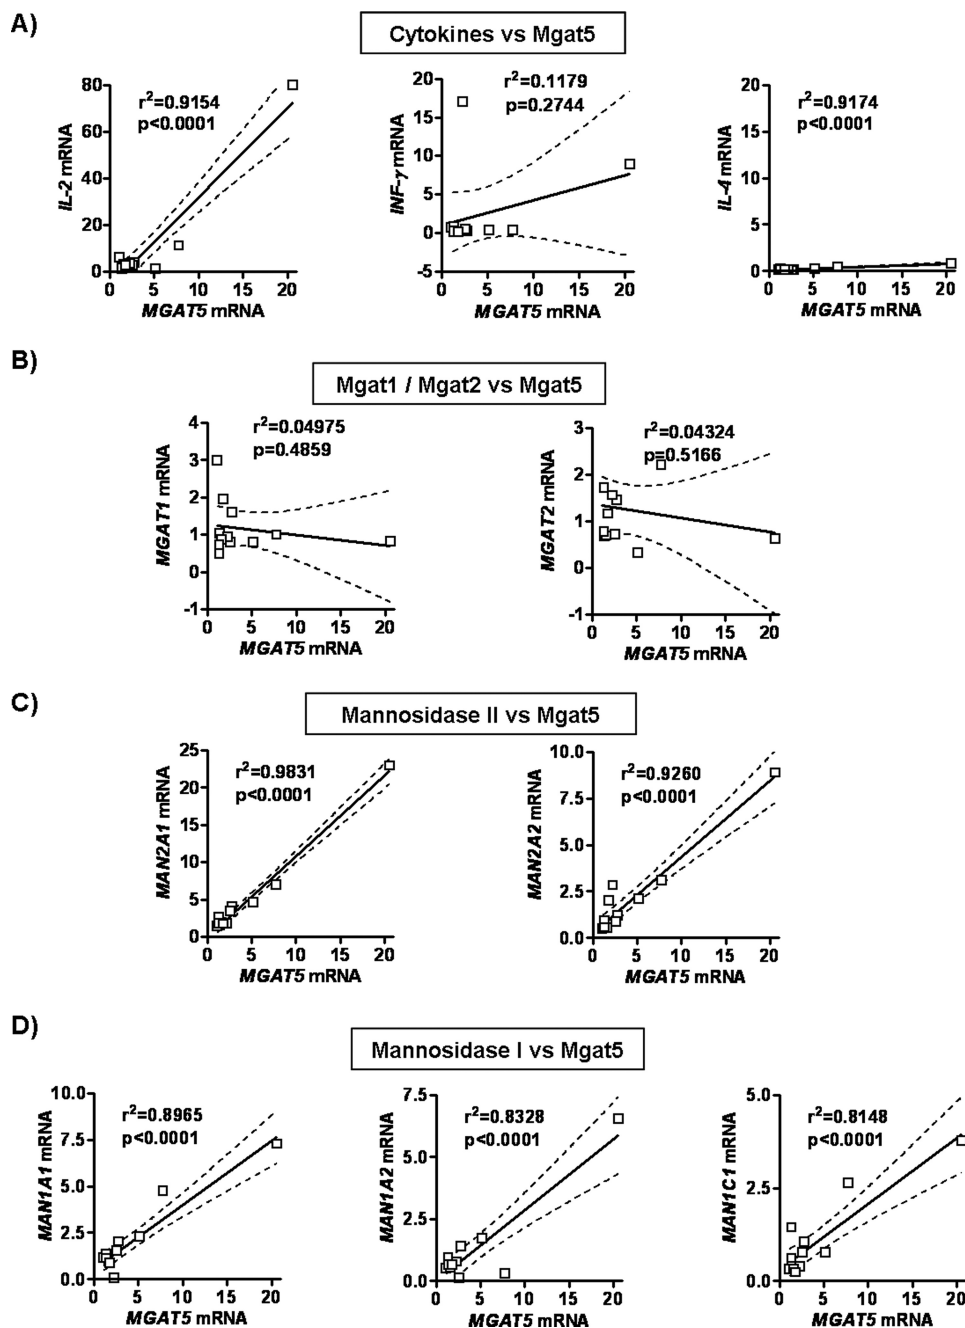 A)
Cytokines vs Mgat5
IL-2 mRNA
80
60
40
20
0
r²=0.9154
p<0.0001
0 5 10 15 20
MGAT5 mRNA
INF-γ mRNA
20
15
10
5
0
-5
r²=0.1179
p=0.2744
0 5 10 15 20
MGAT5 mRNA
IL-4 mRNA
20
15
10
5
0
r²=0.9174
p<0.0001
0 5 10 15 20
MGAT5 mRNA
B)
Mgat1 / Mgat2 vs Mgat5
MGAT1 mRNA
4
3
2
1
0
-1
r²=0.04975
p=0.4859
0 5 10 15 20
MGAT5 mRNA
MGAT2 mRNA
3
2
1
0
-1
r²=0.04324
p=0.5166
0 5 10 15 20
MGAT5 mRNA
C)
Mannosidase II vs Mgat5
MAN2A1 mRNA
25
20
15
10
5
0
r²=0.9831
p<0.0001
0 5 10 15 20
MGAT5 mRNA
MAN2A2 mRNA
10.0
7.5
5.0
2.5
0.0
r²=0.9260
p<0.0001
0 5 10 15 20
MGAT5 mRNA
D)
Mannosidase I vs Mgat5
MAN1A1 mRNA
10.0
7.5
5.0
2.5
0.0
r²=0.8965
p<0.0001
0 5 10 15 20
MGAT5 mRNA
MAN1A2 mRNA
7.5
5.0
2.5
0.0
r²=0.8328
p<0.0001
0 5 10 15 20
MGAT5 mRNA
MAN1C1 mRNA
5.0
2.5
0.0
r²=0.8148
p<0.0001
0 5 10 15 20
MGAT5 mRNA